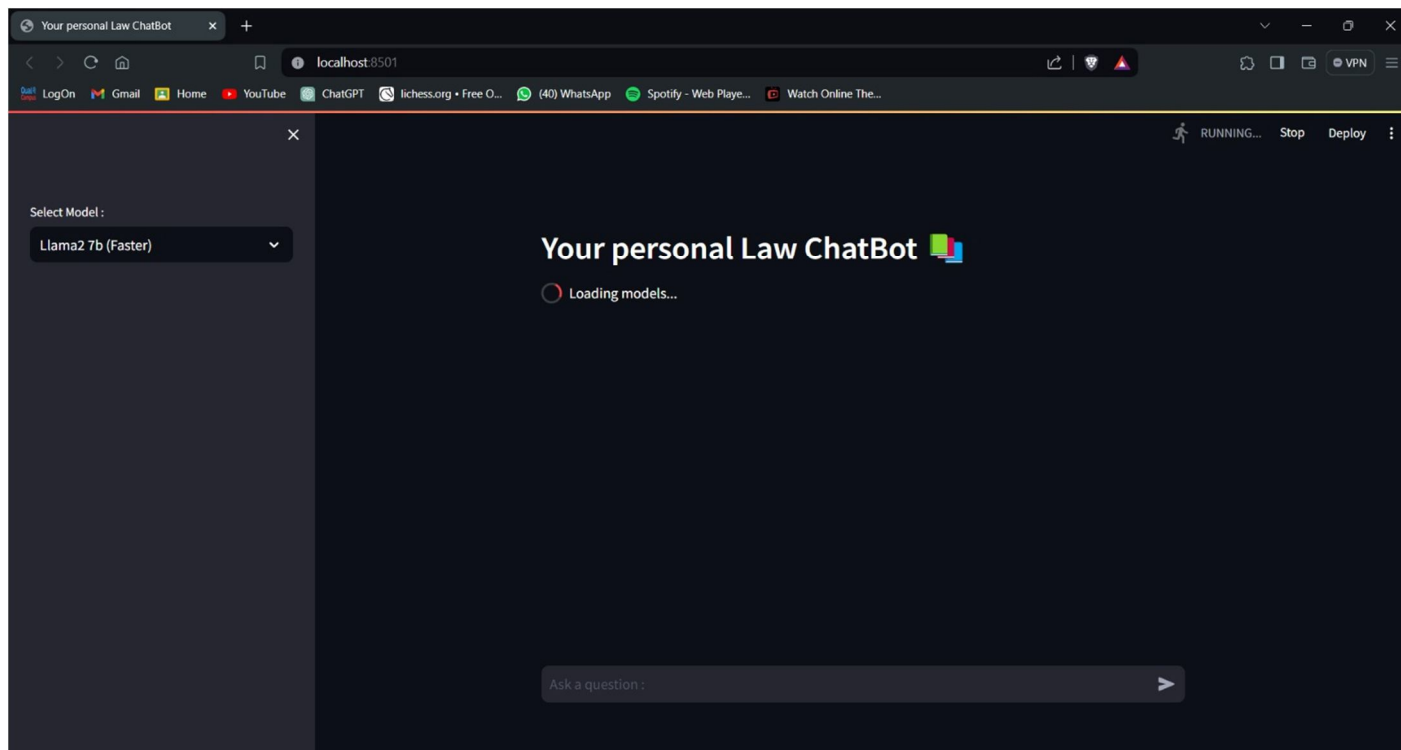 Your personal Law ChatBot
localhost:8501
VPN
LogOn Gmail Home YouTube ChatGPT lichess.org • Free O... (40) WhatsApp Spotify - Web Playe... Watch Online The...
RUNNING... Stop Deploy
Select Model :
Llama2 7b (Faster)
Your personal Law ChatBot
Loading models...
Ask a question :